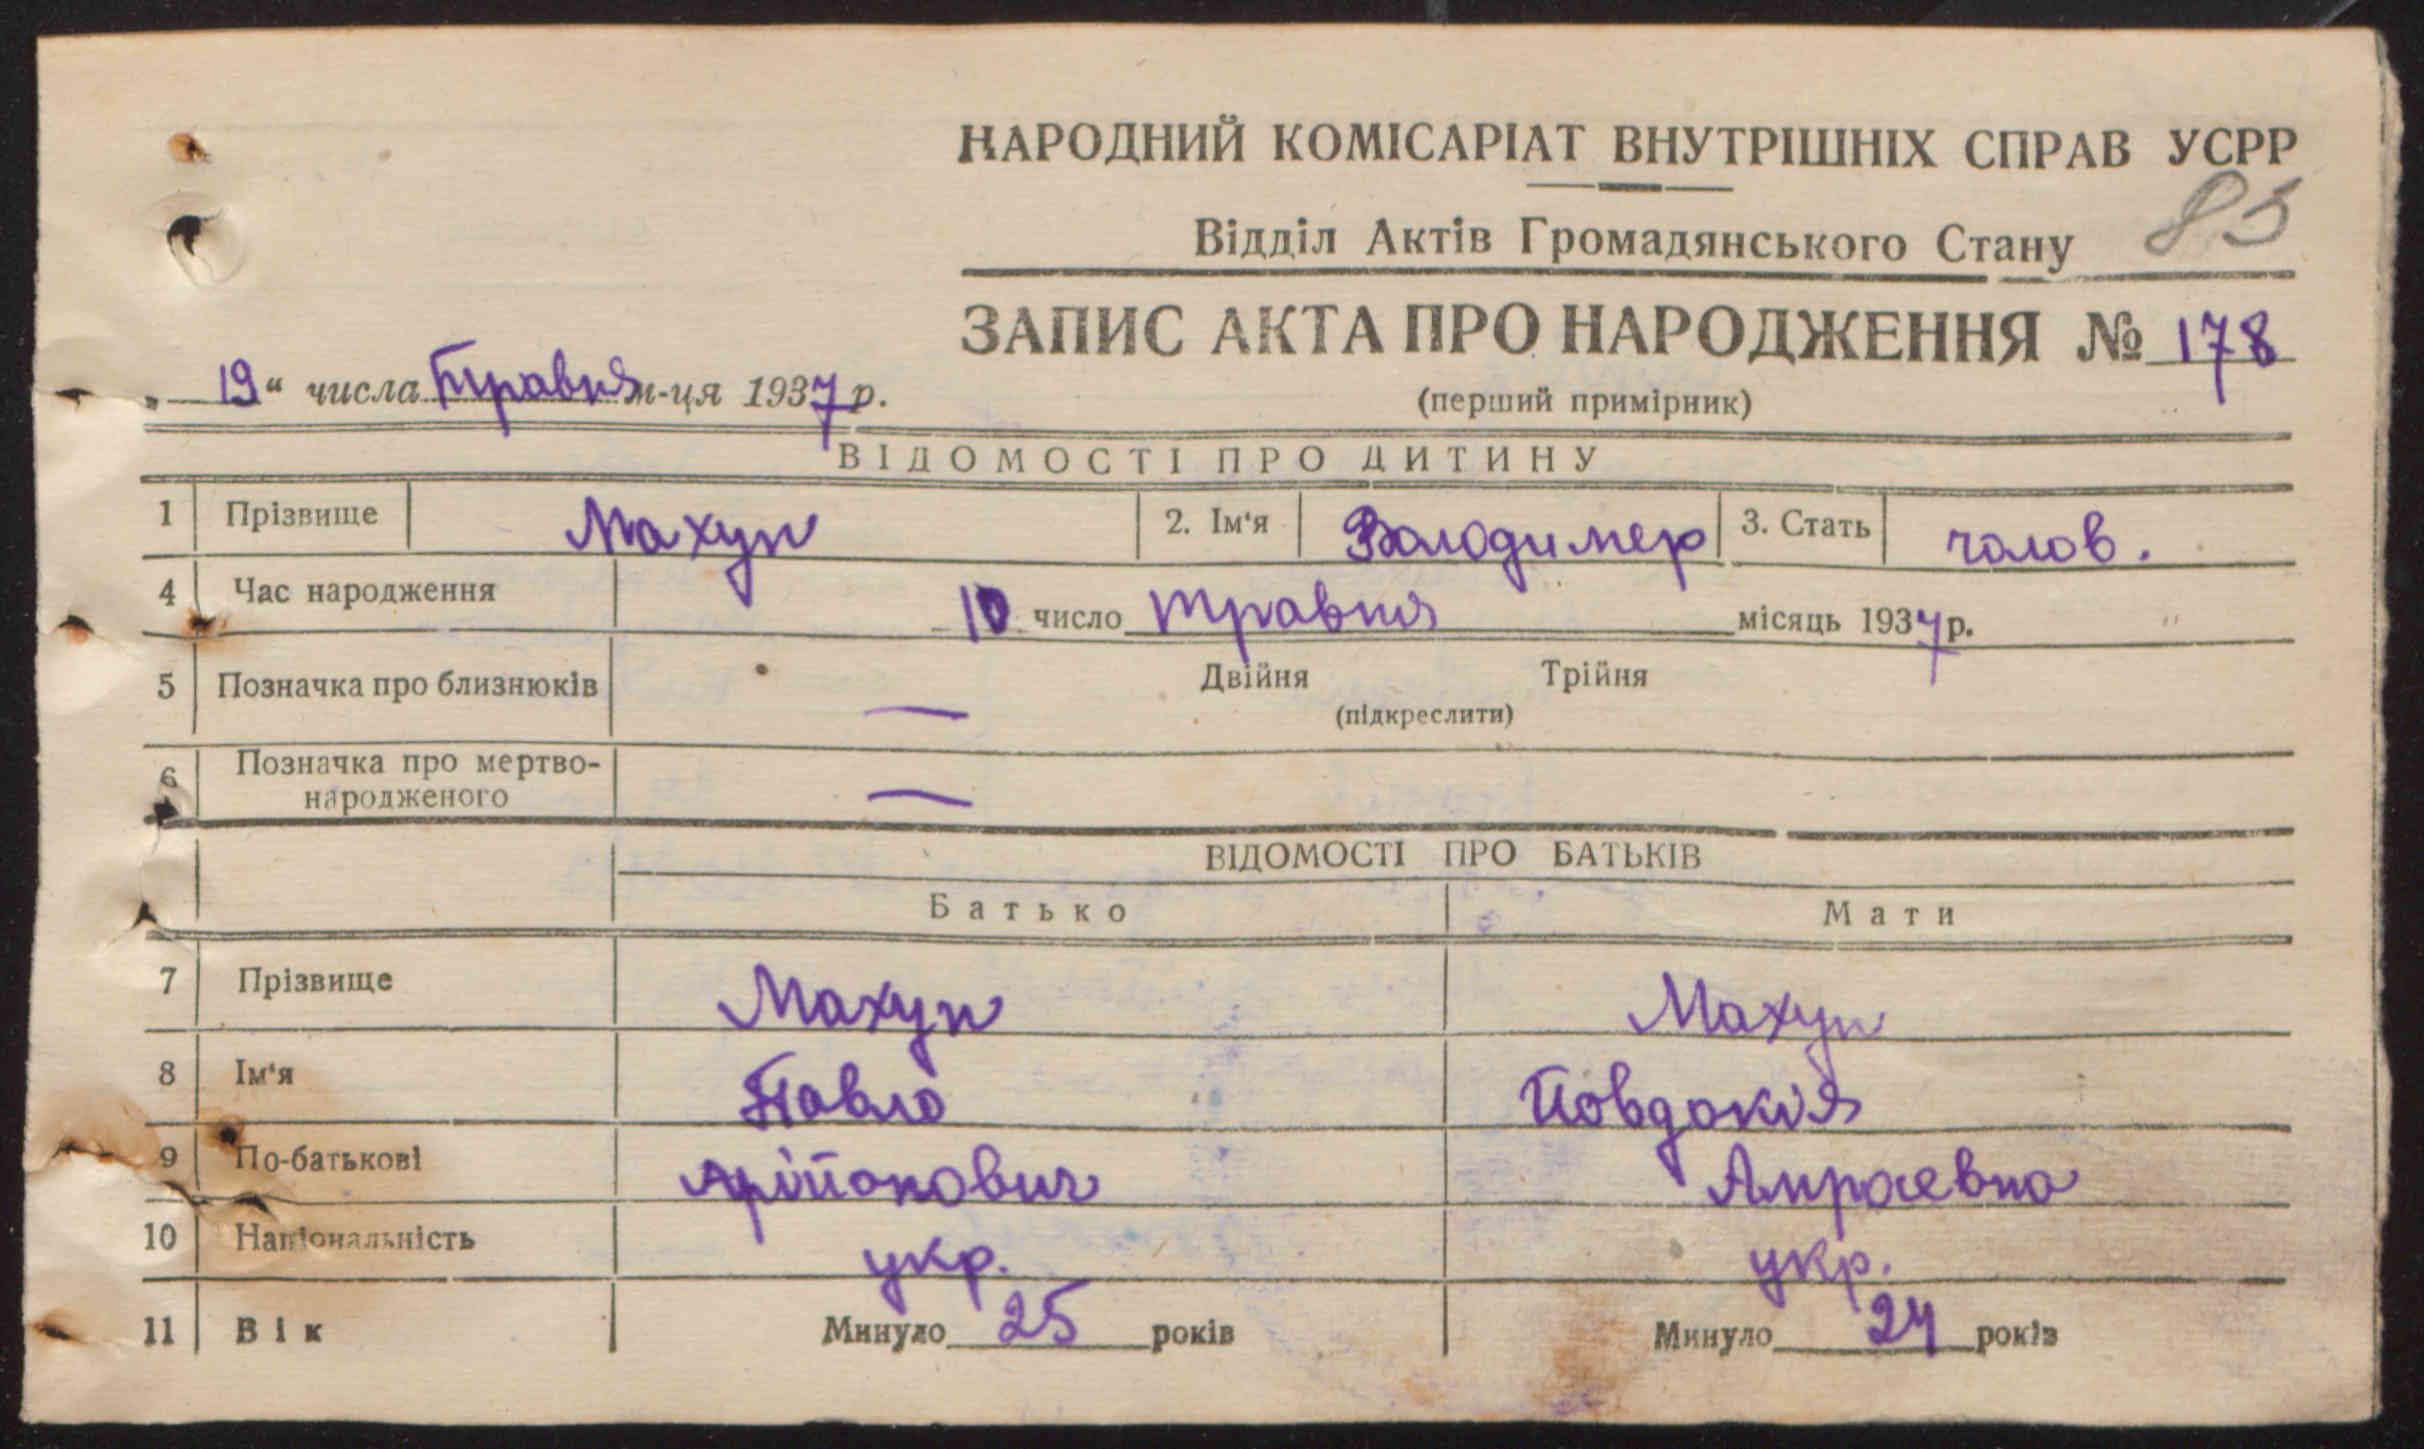 НАРОДНИЙ КОМІСАРІАТ ВНУТРІШНІХ СПРАВ УСРР
83
Відділ Актів Громадянського Стану
ЗАПИС АКТА ПРО НАРОДЖЕННЯ № 178
„ 19 “ числа Травня м-ця 1937 р.
(перший примірник)
ВІДОМОСТІ ПРО ДИТИНУ
1 Прізвище Махун 2. Ім'я Володимер 3. Стать чолов.
4 Час народження 10 число травня місяць 1937 р.
5 Позначка про близнюків — Двійня Трійня
(підкреслити)
6 Позначка про мертво-
народженого —
ВІДОМОСТІ ПРО БАТЬКІВ
Батько Мати
7 Прізвище Махун Махун
8 Ім'я Павло Йовдокія
9 По-батькові
10 Національність укр. укр.
11 Вік Минуло 25 років Минуло 24 років